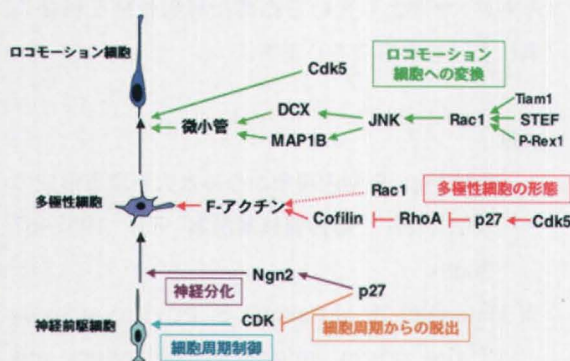 ロコモーション細胞
Cdk5
ロコモーション
細胞への変換
微小管
DCX
MAP1B
JNK
Rac1
Tiam1
STEF
P-Rex1
多極性細胞
F-アクチン
Rac1
多極性細胞の形態
Cofilin
RhoA
p27
Cdk5
Ngn2
神経分化
p27
神経前駆細胞
CDK
細胞周期からの脱出
細胞周期制御